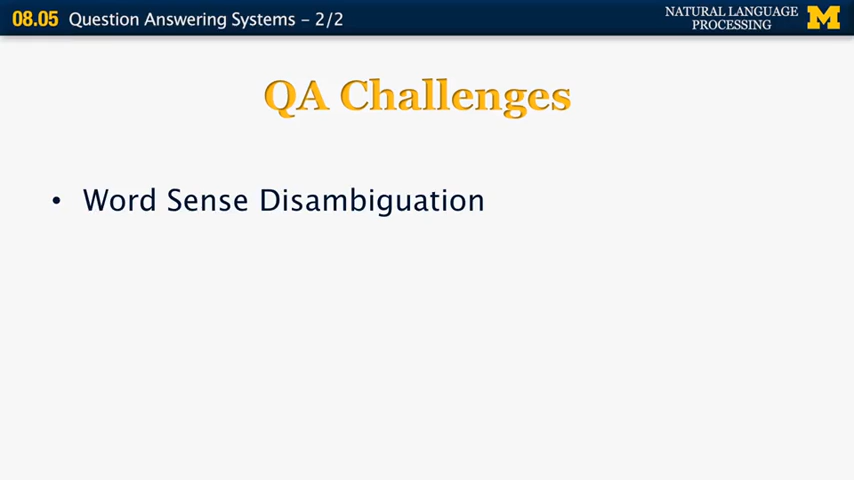 08.05 Question Answering Systems – 2/2
NATURAL LANGUAGE
PROCESSING
M
QA Challenges
• Word Sense Disambiguation